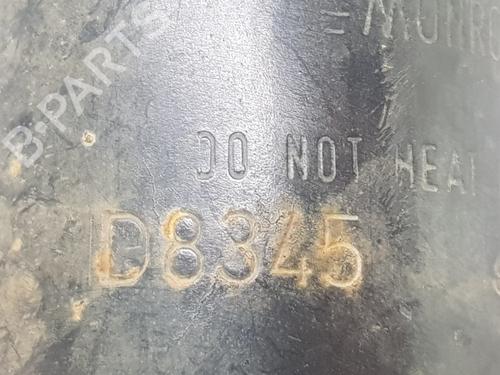 MONRO
DO NOT HEAT
D8345
B-PARTS